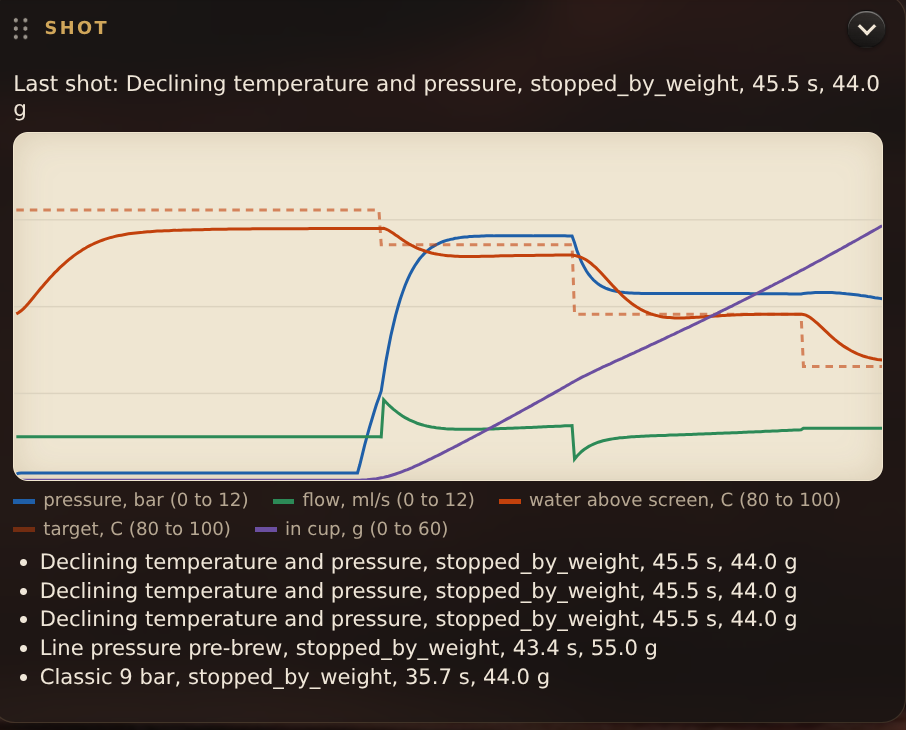 SHOT
Last shot: Declining temperature and pressure, stopped_by_weight, 45.5 s, 44.0
g
pressure, bar (0 to 12) flow, ml/s (0 to 12) water above screen, C (80 to 100)
target, C (80 to 100) in cup, g (0 to 60)
Declining temperature and pressure, stopped_by_weight, 45.5 s, 44.0 g
Declining temperature and pressure, stopped_by_weight, 45.5 s, 44.0 g
Declining temperature and pressure, stopped_by_weight, 45.5 s, 44.0 g
Line pressure pre-brew, stopped_by_weight, 43.4 s, 55.0 g
Classic 9 bar, stopped_by_weight, 35.7 s, 44.0 g